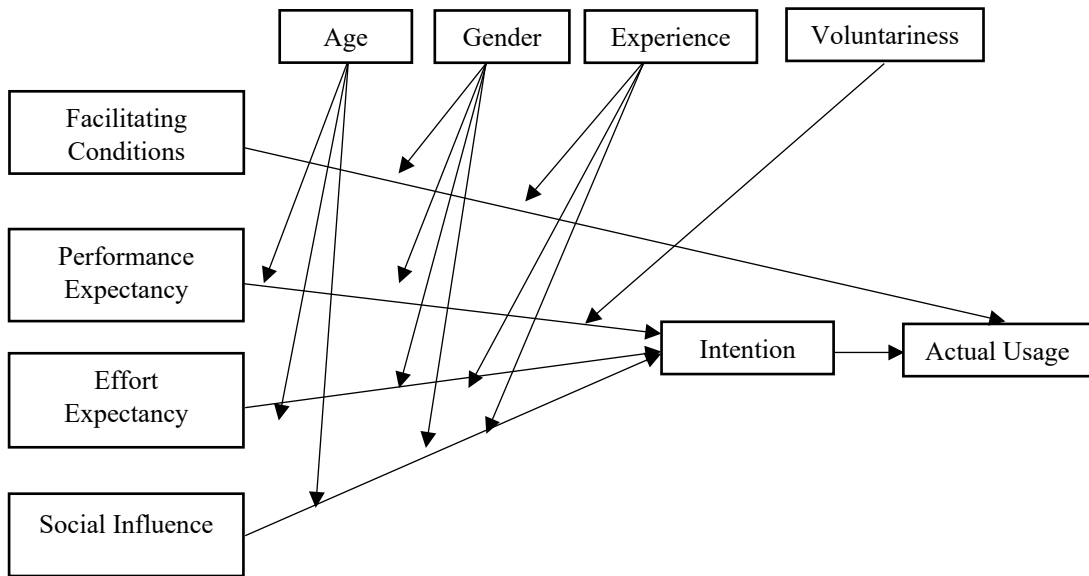 Age
Gender
Experience
Voluntariness
Facilitating
Conditions
Performance
Expectancy
Effort
Expectancy
Social Influence
Intention
Actual Usage